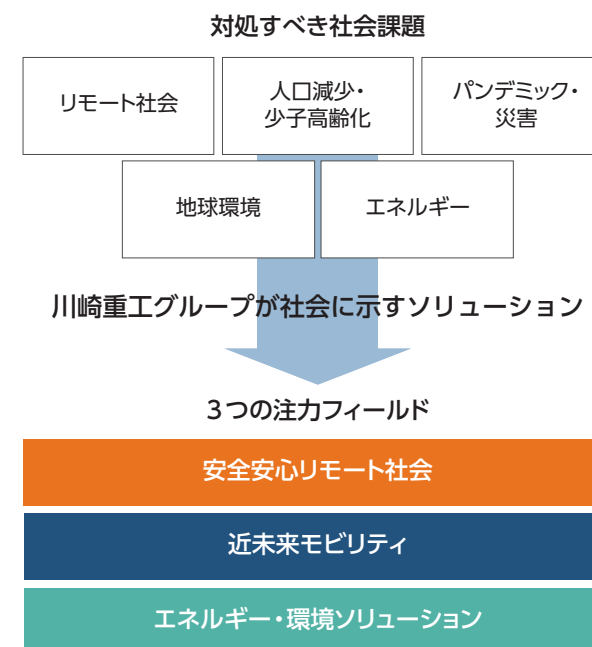 対処すべき社会課題
リモート社会
人口減少・
少子高齢化
パンデミック・
災害
地球環境
エネルギー
川崎重工グループが社会に示すソリューション
3つの注力フィールド
安全安心リモート社会
近未来モビリティ
エネルギー・環境ソリューション